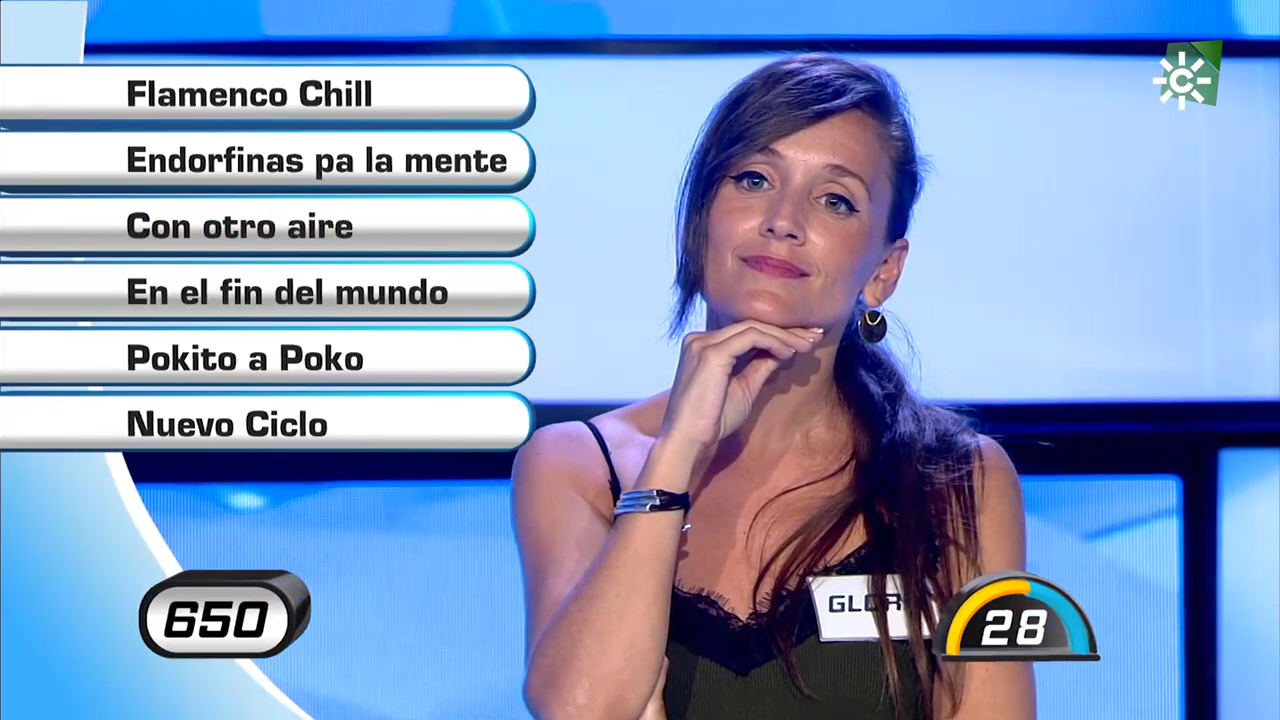 Flamenco Chill
Endorfinas pa la mente
Con otro aire
En el fin del mundo
Pokito a Poko
Nuevo Ciclo
650
28
C